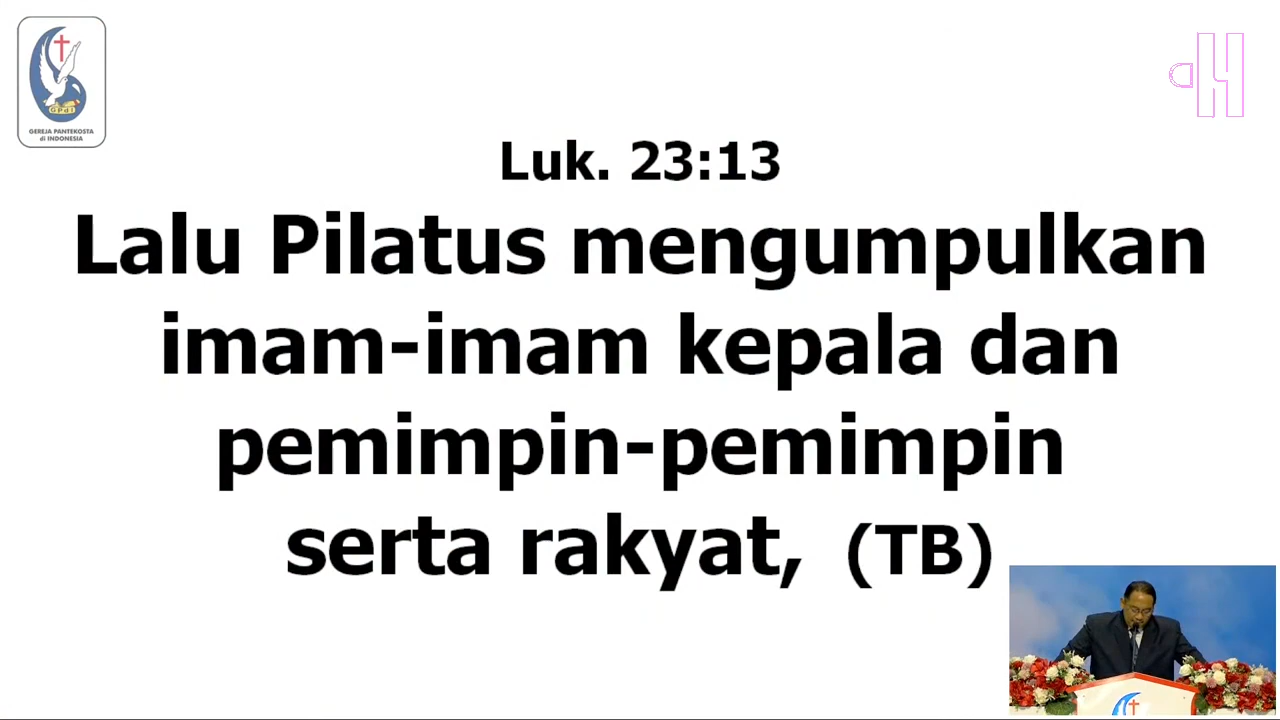 GPdI
GEREJA PANTEKOSTA
di INDONESIA
Luk. 23:13
Lalu Pilatus mengumpulkan
imam-imam kepala dan
pemimpin-pemimpin
serta rakyat, (TB)